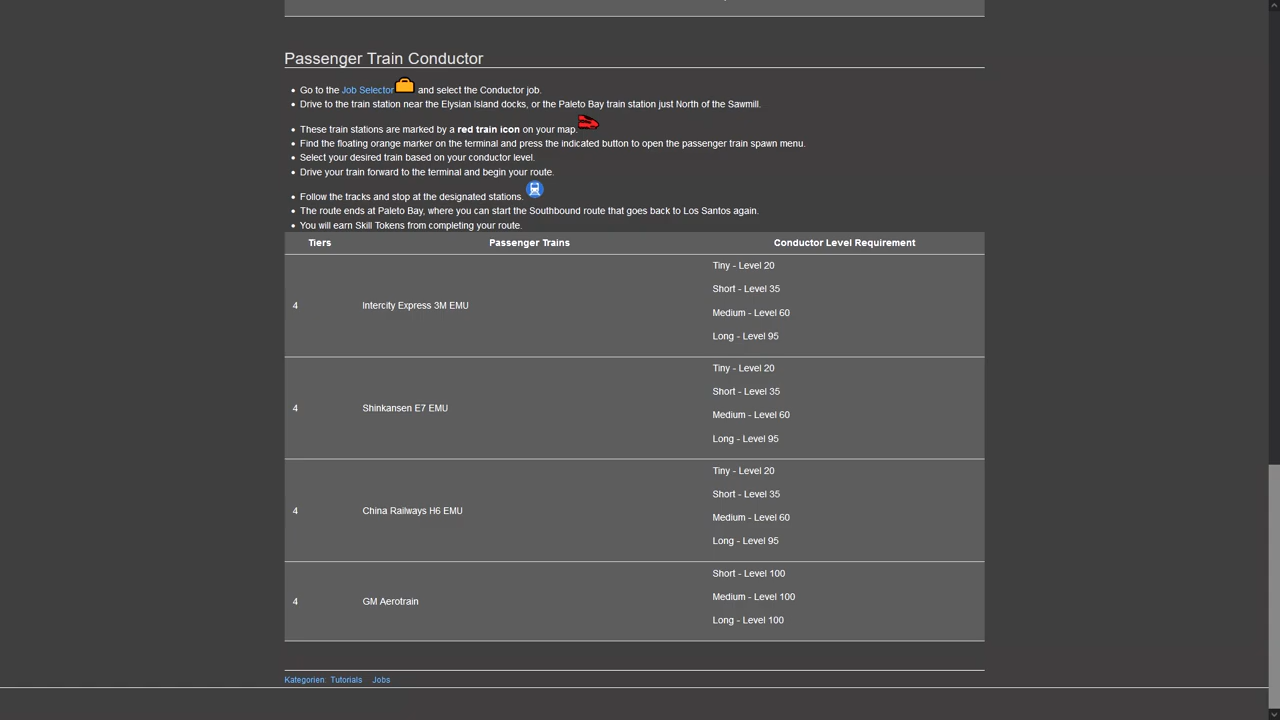 Passenger Train Conductor
Go to the Job Selector and select the Conductor job.
Drive to the train station near the Elysian Island docks, or the Paleto Bay train station just North of the Sawmill.
These train stations are marked by a red train icon on your map.
Find the floating orange marker on the terminal and press the indicated button to open the passenger train spawn menu.
Select your desired train based on your conductor level.
Drive your train forward to the terminal and begin your route.
Follow the tracks and stop at the designated stations.
The route ends at Paleto Bay, where you can start the Southbound route that goes back to Los Santos again.
You will earn Skill Tokens from completing your route.
Tiers Passenger Trains Conductor Level Requirement
Tiny - Level 20
Short - Level 35
4 Intercity Express 3M EMU
Medium - Level 60
Long - Level 95
Tiny - Level 20
Short - Level 35
4 Shinkansen E7 EMU
Medium - Level 60
Long - Level 95
Tiny - Level 20
Short - Level 35
4 China Railways H6 EMU
Medium - Level 60
Long - Level 95
Short - Level 100
Medium - Level 100
4 GM Aerotrain
Long - Level 100
Kategorien: Tutorials Jobs